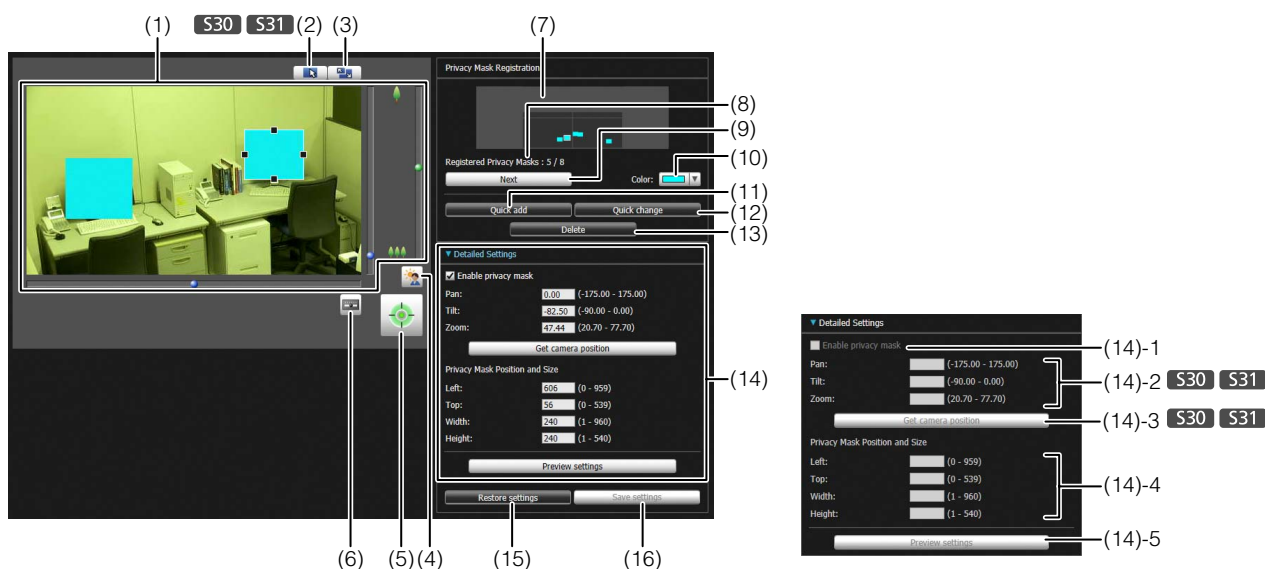 (1) S30 S31 (2) (3) (7)
Privacy Mask Registration
(8)
(9)
Registered Privacy Masks : 5 / 8
(10)
Next Color:
(11)
Quick add Quick change
(12)
Delete
(13)
▼ Detailed Settings
Enable privacy mask
Pan: 0.00 (-175.00 - 175.00)
Tilt: -82.50 (-90.00 - 0.00)
Zoom: 47.44 (20.70 - 77.70)
Get camera position
Privacy Mask Position and Size
(14)
Left: 606 (0 - 959)
Top: 56 (0 - 539)
Width: 240 (1 - 960)
Height: 240 (1 - 540)
Preview settings
Restore settings Save settings
(6) (5) (4) (15) (16)
▼ Detailed Settings
Enable privacy mask (14)-1
Pan: (-175.00 - 175.00)
Tilt: (-90.00 - 0.00) (14)-2 S30 S31
Zoom: (20.70 - 77.70)
Get camera position (14)-3 S30 S31
Privacy Mask Position and Size
Left: (0 - 959)
Top: (0 - 539)
(14)-4
Width: (1 - 960)
Height: (1 - 540)
Preview settings (14)-5